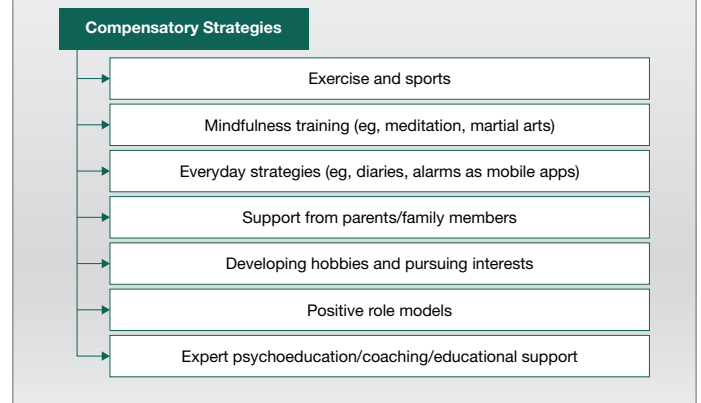 Compensatory Strategies
Exercise and sports
Mindfulness training (eg, meditation, martial arts)
Everyday strategies (eg, diaries, alarms as mobile apps)
Support from parents/family members
Developing hobbies and pursuing interests
Positive role models
Expert psychoeducation/coaching/educational support